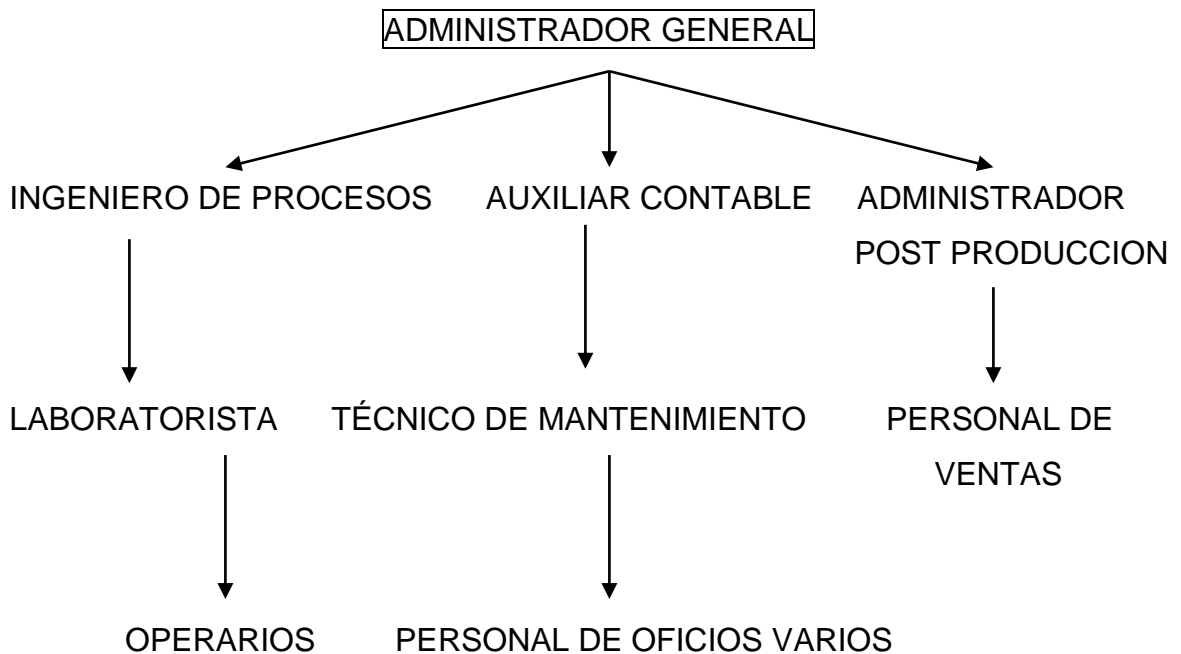 ADMINISTRADOR GENERAL
INGENIERO DE PROCESOS AUXILIAR CONTABLE ADMINISTRADOR
POST PRODUCCION
LABORATORISTA TÉCNICO DE MANTENIMIENTO PERSONAL DE
VENTAS
OPERARIOS PERSONAL DE OFICIOS VARIOS